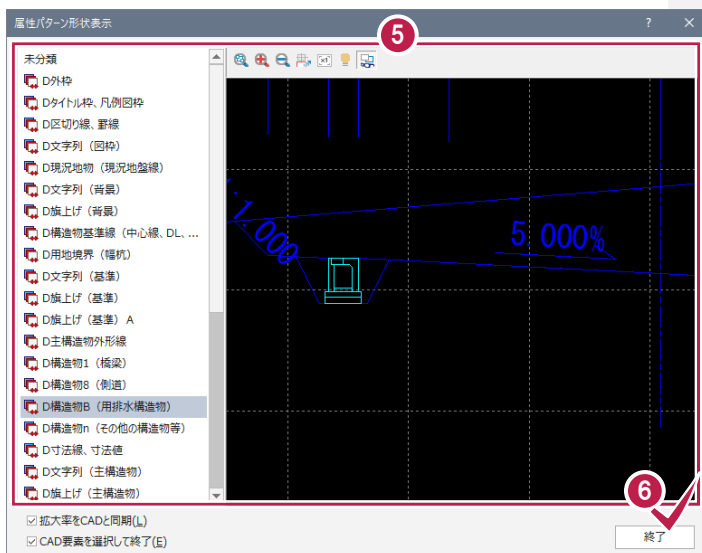 属性パターン形状表示
?
×
5
未分類
D外枠
Dタイトル枠、凡例図枠
D区切り線、罫線
D文字列（図枠）
D現況地物（現況地盤線）
D文字列（背景）
D旗上げ（背景）
D構造物基準線（中心線、DL、...
D用地境界（幅杭）
D文字列（基準）
D旗上げ（基準）
D旗上げ（基準）A
D主構造物外形線
D構造物1（橋梁）
D構造物8（側道）
D構造物B（用排水構造物）
D構造物n（その他の構造物等）
D寸法線、寸法値
D文字列（主構造物）
D旗上げ（主構造物）
1.000
5.000%
6
拡大率をCADと同期(L)
CAD要素を選択して終了(E)
終了